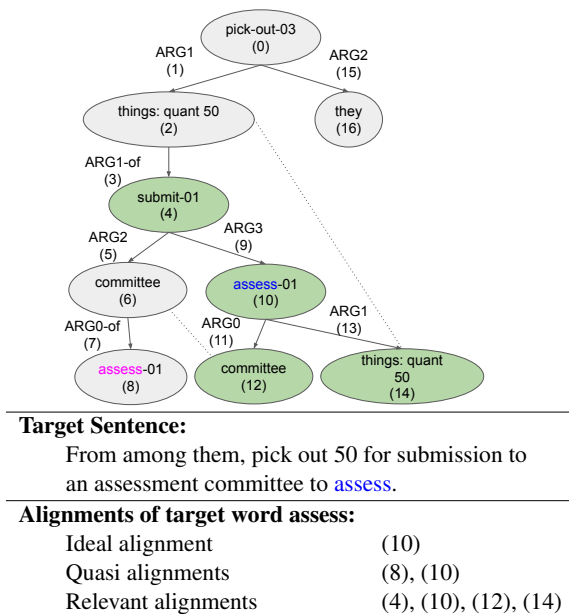 pick-out-03
(0)
ARG1
(1)
ARG2
(15)
things: quant 50
(2)
they
(16)
ARG1-of
(3)
submit-01
(4)
ARG2
(5)
ARG3
(9)
committee
(6)
assess-01
(10)
ARG0-of
(7)
ARG0
(11)
ARG1
(13)
assess-01
(8)
committee
(12)
things: quant
50
(14)
Target Sentence:
From among them, pick out 50 for submission to
an assessment committee to assess.
Alignments of target word assess:
Ideal alignment (10)
Quasi alignments (8), (10)
Relevant alignments (4), (10), (12), (14)